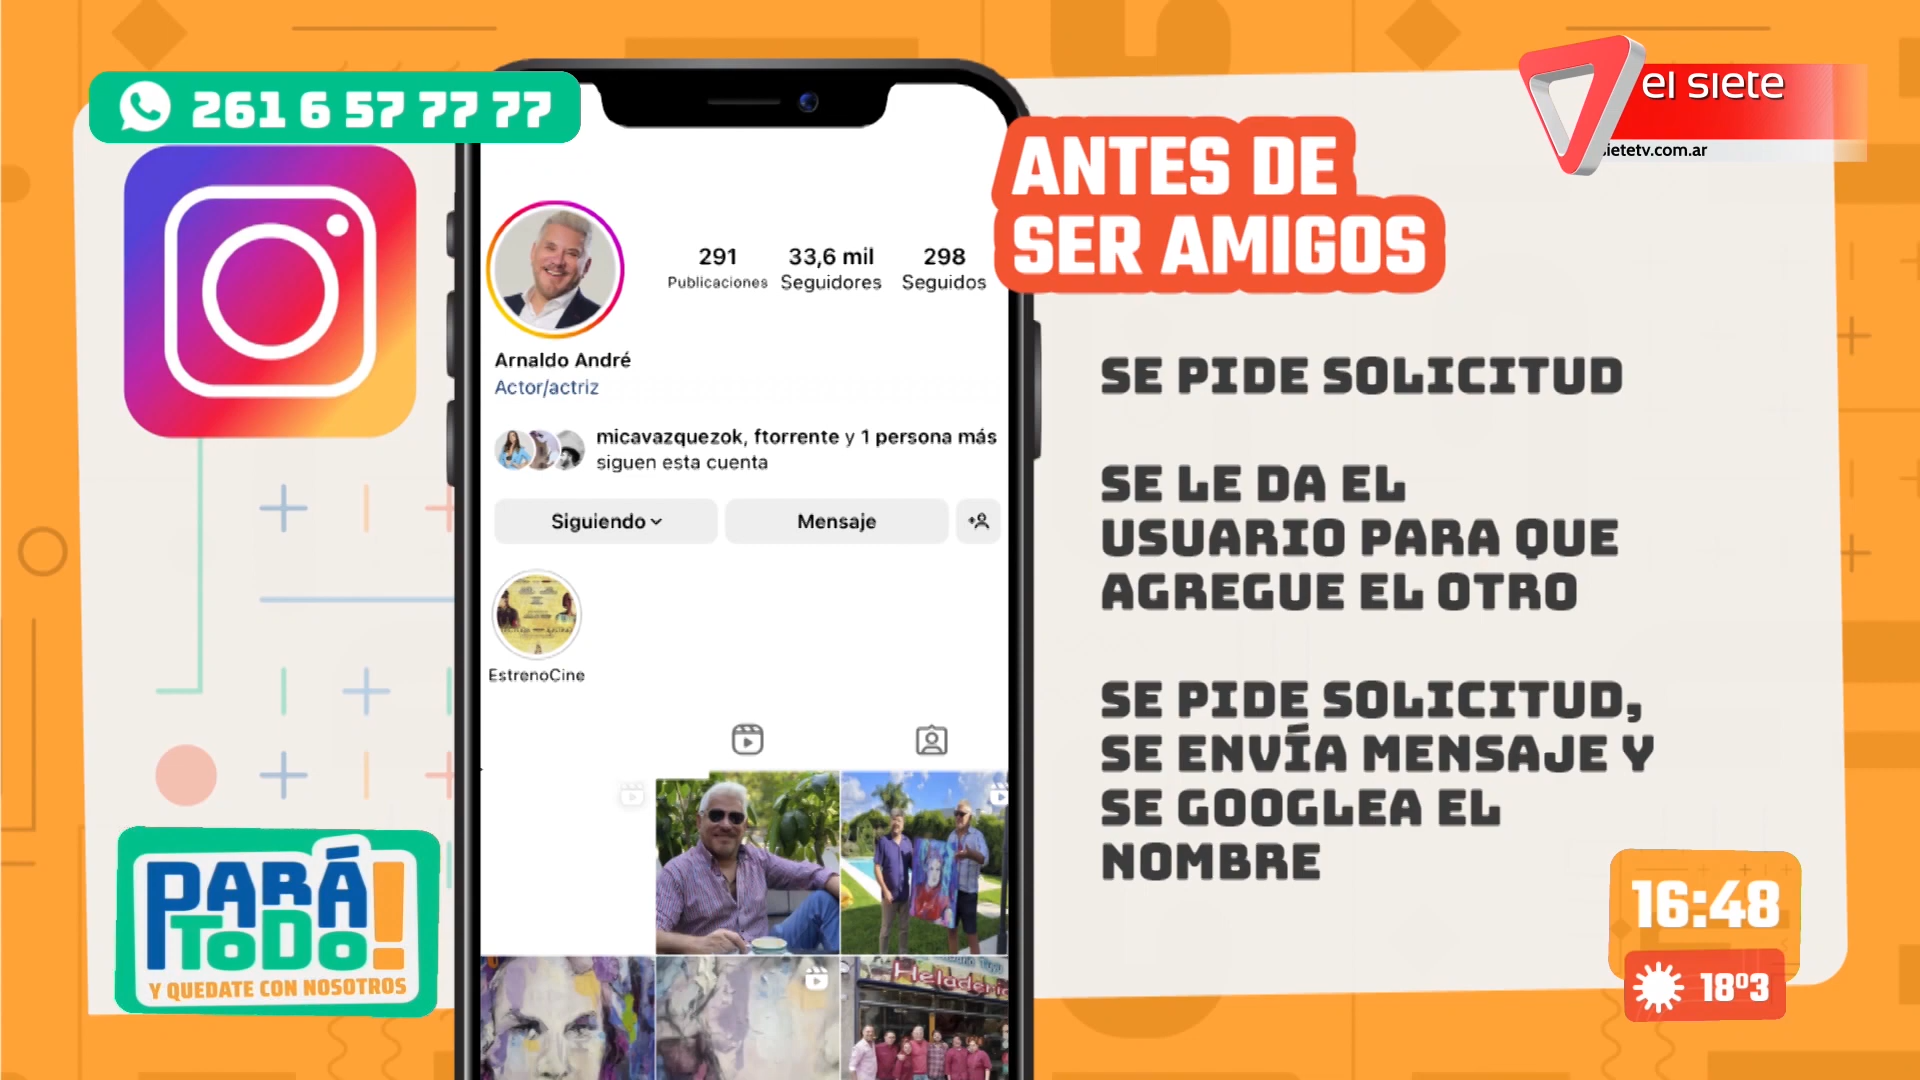 261 6 57 77 77
el siete
sietetv.com.ar
ANTES DE
SER AMIGOS
291
Publicaciones
33,6 mil
Seguidores
298
Seguidos
Arnaldo André
Actor/actriz
micavazquezok, ftorrente y 1 persona más
siguen esta cuenta
Siguiendo
Mensaje
EstrenoCine
SE PIDE SOLICITUD
SE LE DA EL
USUARIO PARA QUE
AGREGUE EL OTRO
SE PIDE SOLICITUD,
SE ENVÍA MENSAJE Y
SE GOOGLEA EL
NOMBRE
PARÁ
TODO!
Y QUEDATE CON NOSOTROS
Heladeri
16:48
18º3